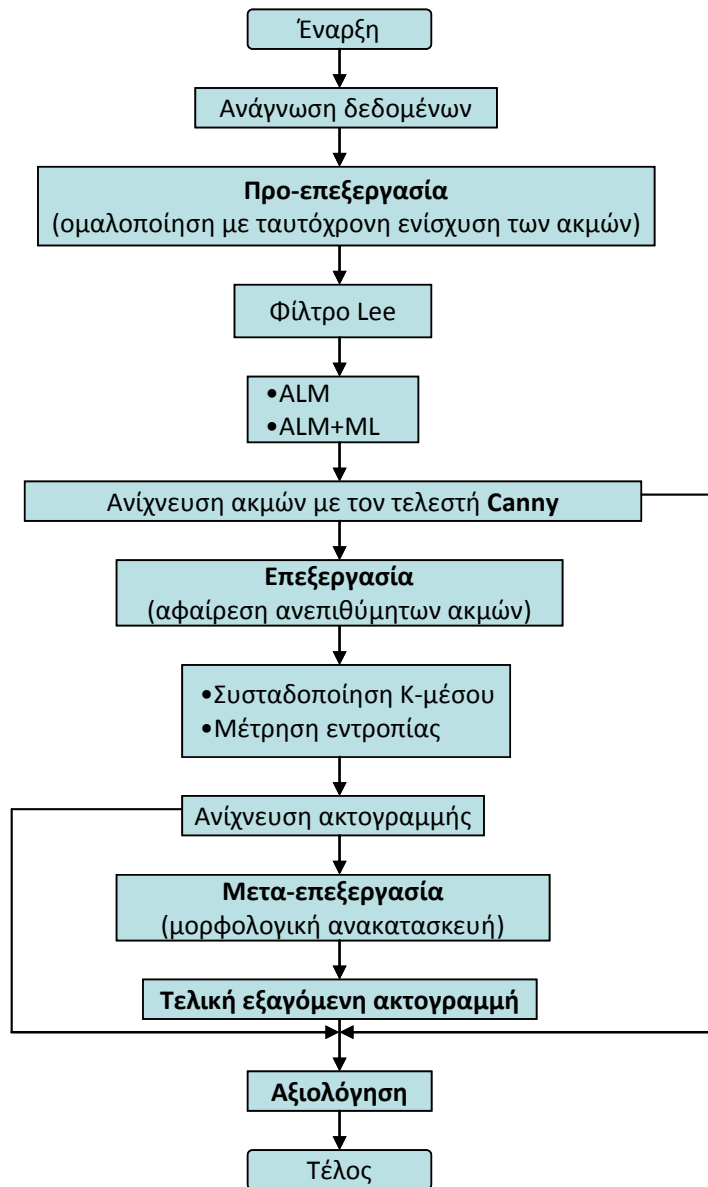 Έναρξη
Ανάγνωση δεδομένων
Προ-επεξεργασία
(ομαλοποίηση με ταυτόχρονη ενίσχυση των ακμών)
Φίλτρο Lee
•ALM
•ALM+ML
Ανίχνευση ακμών με τον τελεστή Canny
Επεξεργασία
(αφαίρεση ανεπιθύμητων ακμών)
•Συσταδοποίηση Κ-μέσου
•Μέτρηση εντροπίας
Ανίχνευση ακτογραμμής
Μετα-επεξεργασία
(μορφολογική ανακατασκευή)
Τελική εξαγόμενη ακτογραμμή
Αξιολόγηση
Τέλος